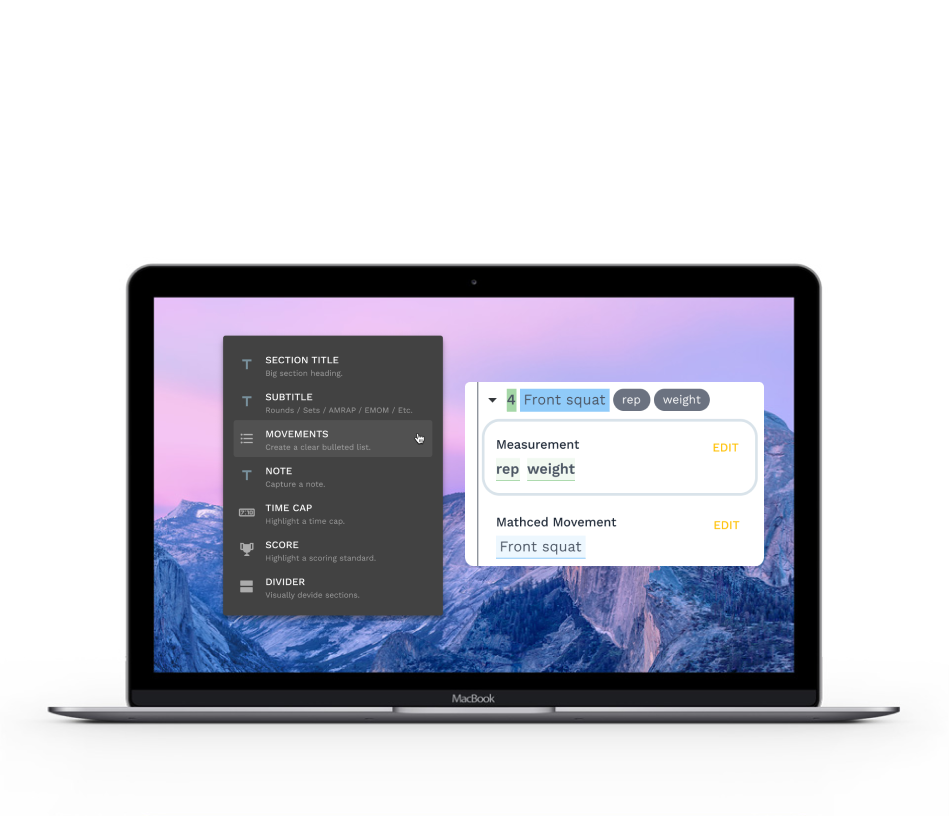 SECTION TITLE
Big section heading.
SUBTITLE
Rounds / Sets / AMRAP / EMOM / Etc.
MOVEMENTS
Create a clear bulleted list.
NOTE
Capture a note.
TIME CAP
Highlight a time cap.
SCORE
Highlight a scoring standard.
DIVIDER
Visually devide sections.
4 Front squat rep weight
Measurement EDIT
rep weight
Mathced Movement EDIT
Front squat
MacBook